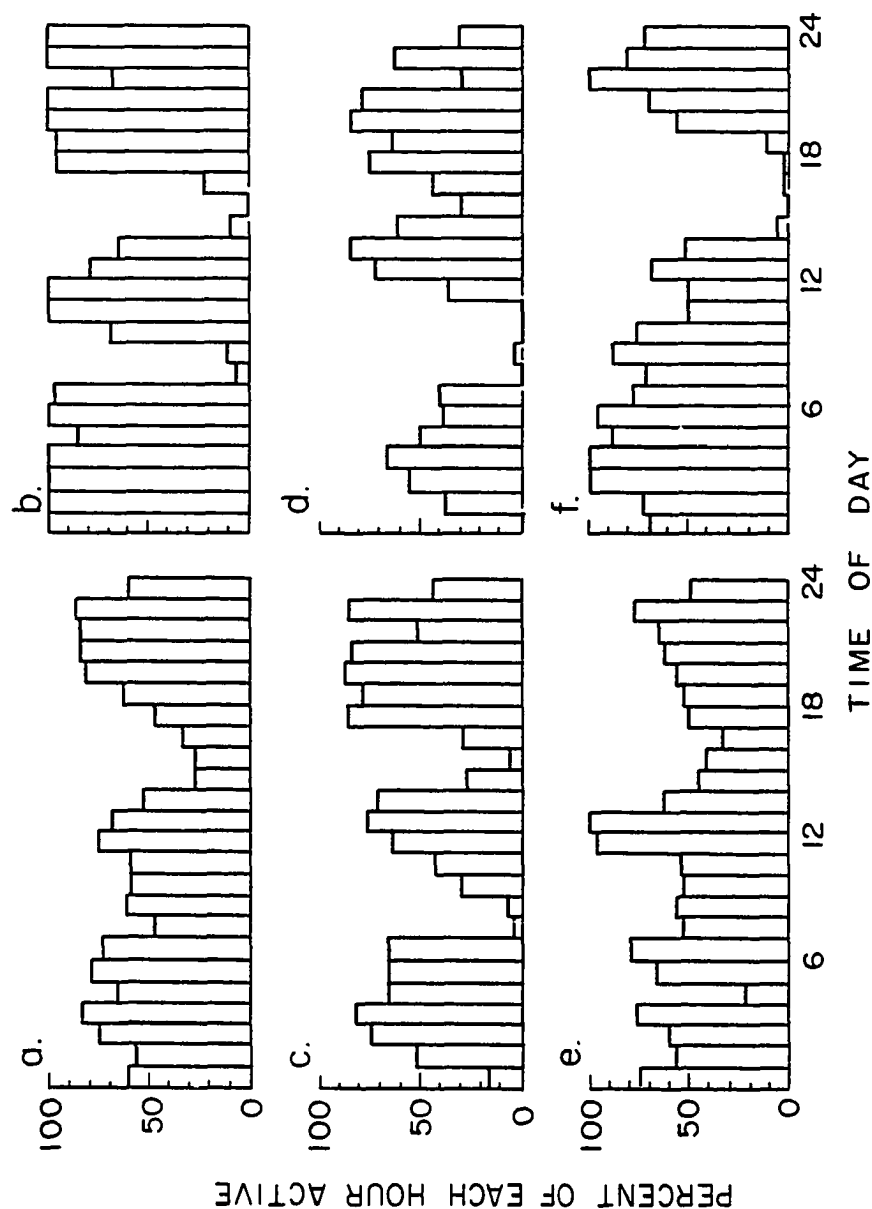 PERCENT OF EACH HOUR ACTIVE
a.
100
50
0
b.
c.
100
50
0
d.
e.
100
50
0
f.
6 12 18 24
6 12 18 24
TIME OF DAY